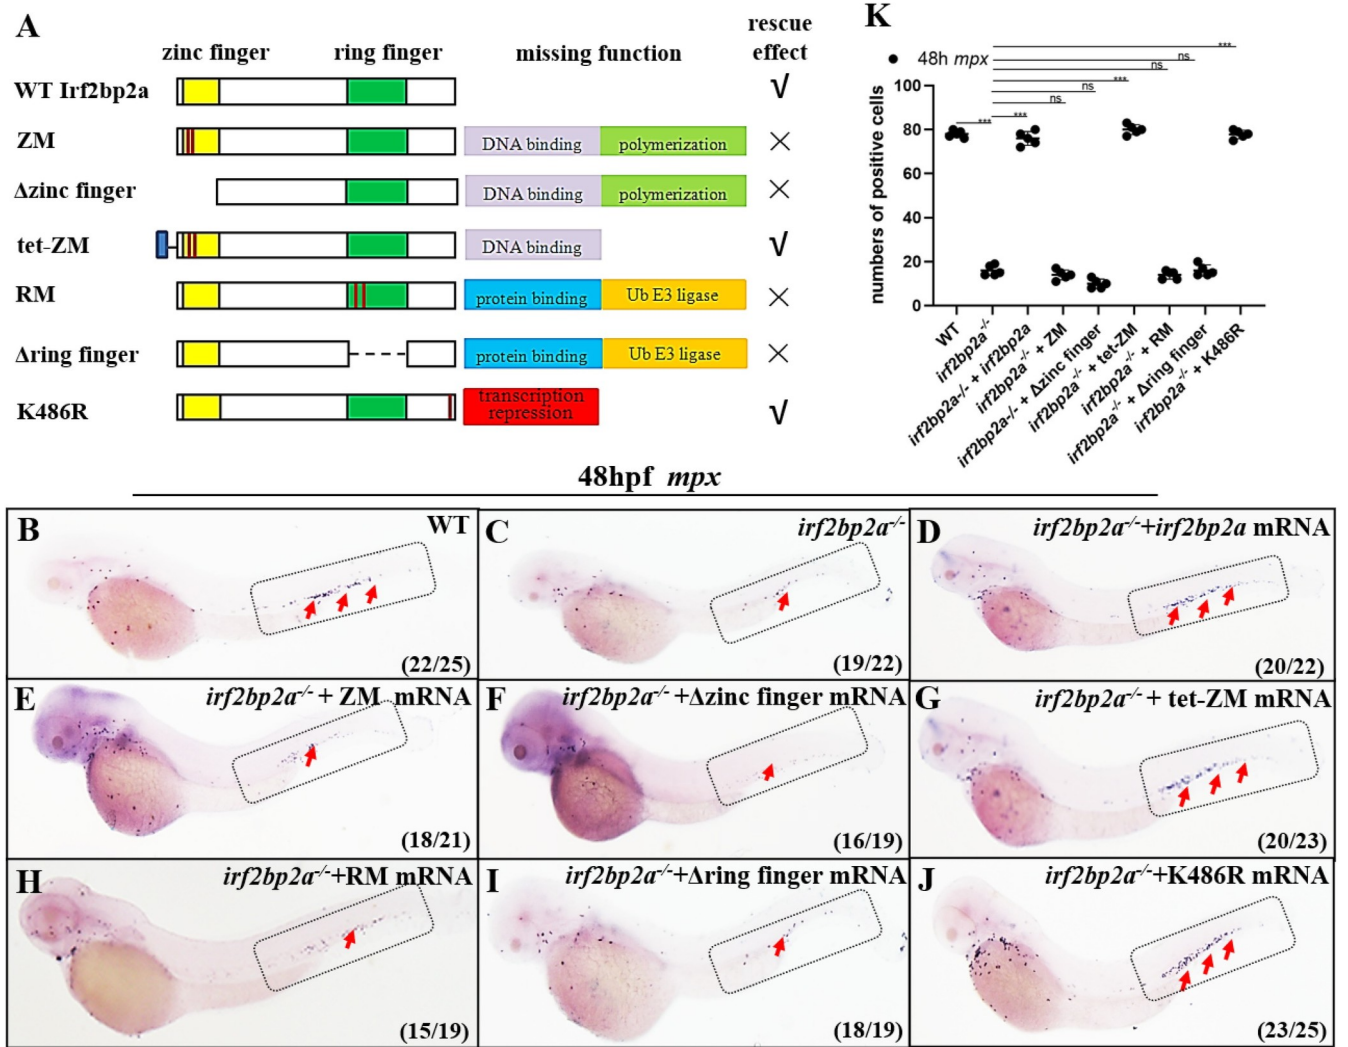 A
zinc finger
ring finger
missing function
rescue
effect
WT Irf2bp2a
√
ZM
DNA binding
polymerization
×
Δzinc finger
DNA binding
polymerization
×
tet-ZM
DNA binding
√
RM
protein binding
Ub E3 ligase
×
Δring finger
protein binding
Ub E3 ligase
×
K486R
transcription
repression
√
K
48h mpx
numbers of positive cells
100
80
60
40
20
0
***
***
ns
ns
***
ns
ns
***
WT
irf2bp2a-/-
irf2bp2a-/- + irf2bp2a
irf2bp2a-/- + ZM
irf2bp2a-/- + Δzinc finger
irf2bp2a-/- + tet-ZM
irf2bp2a-/- + RM
irf2bp2a-/- + Δring finger
irf2bp2a-/- + K486R
48hpf mpx
B
WT
(22/25)
C
irf2bp2a-/-
(19/22)
D
irf2bp2a-/-+irf2bp2a mRNA
(20/22)
E
irf2bp2a-/- + ZM mRNA
(18/21)
F
irf2bp2a-/- +Δzinc finger mRNA
(16/19)
G
irf2bp2a-/- + tet-ZM mRNA
(20/23)
H
irf2bp2a-/-+RM mRNA
(15/19)
I
irf2bp2a-/-+Δring finger mRNA
(18/19)
J
irf2bp2a-/-+K486R mRNA
(23/25)